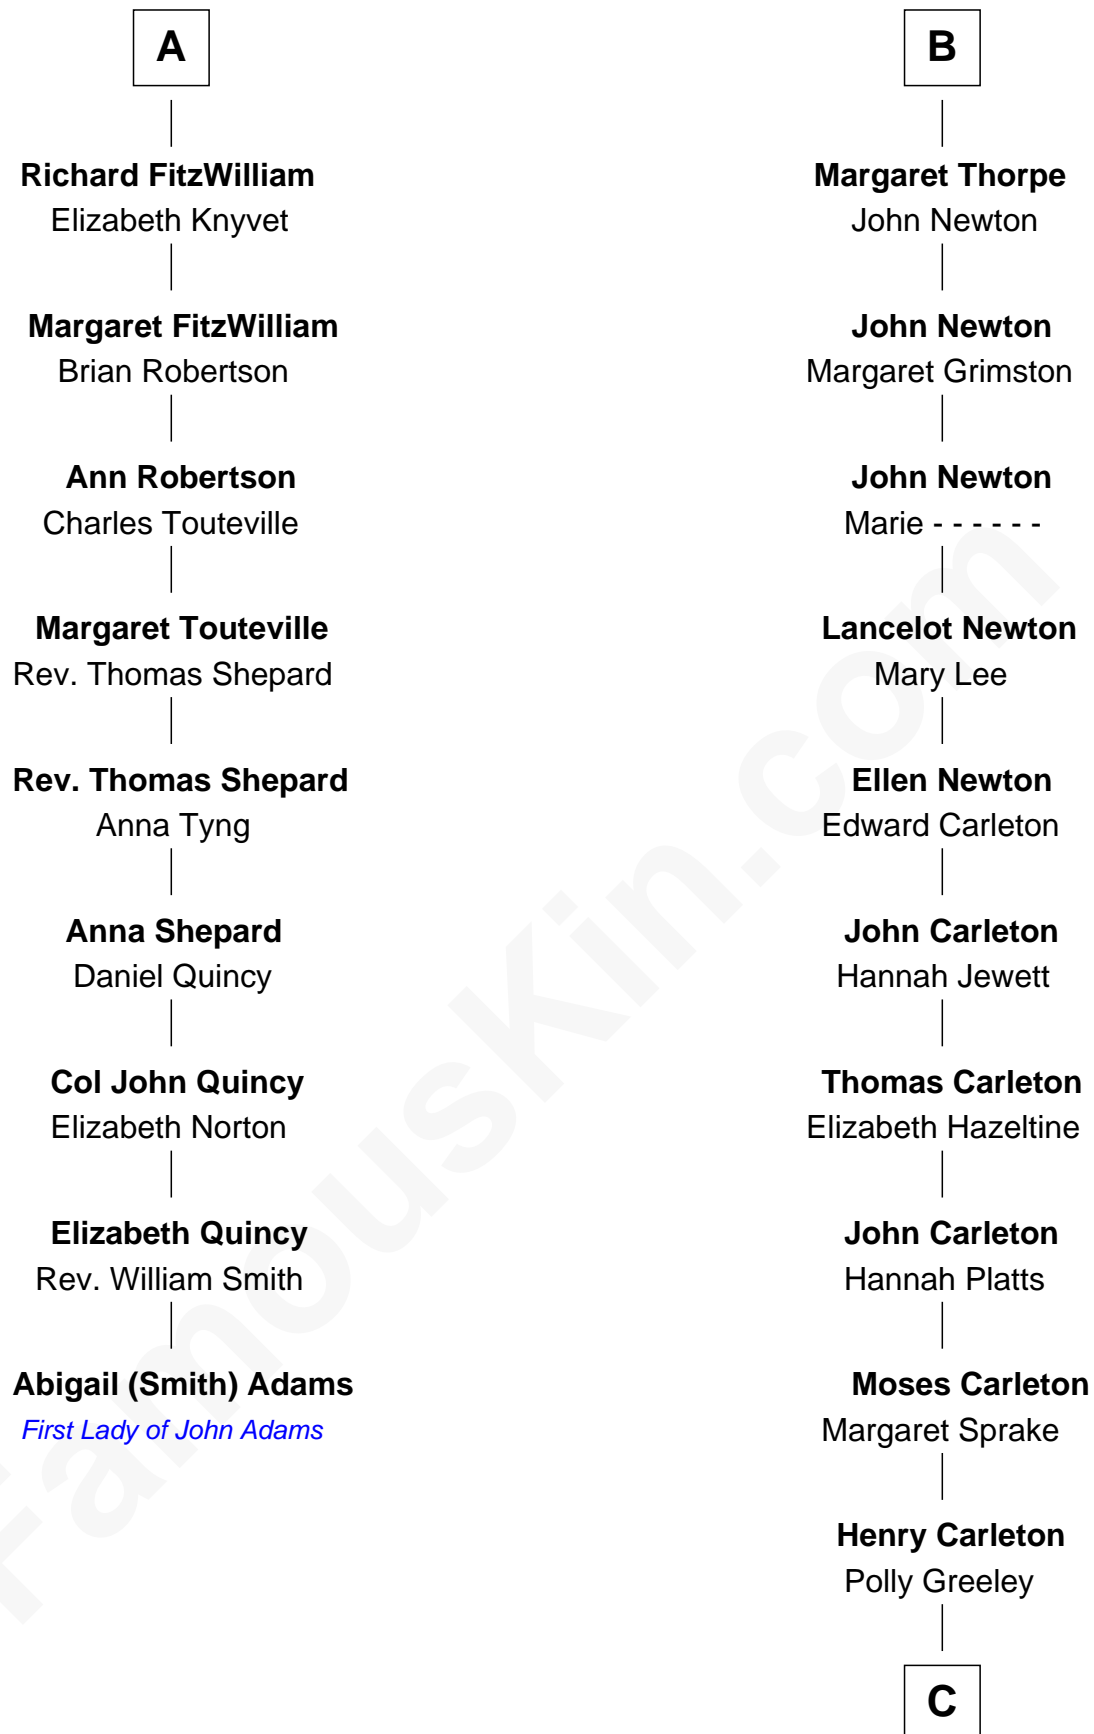 A
Richard FitzWilliam
Elizabeth Knyvet
Margaret FitzWilliam
Brian Robertson
Ann Robertson
Charles Touteville
Margaret Touteville
Rev. Thomas Shepard
Rev. Thomas Shepard
Anna Tyng
Anna Shepard
Daniel Quincy
Col John Quincy
Elizabeth Norton
Elizabeth Quincy
Rev. William Smith
Abigail (Smith) Adams
First Lady of John Adams
B
Margaret Thorpe
John Newton
John Newton
Margaret Grimston
John Newton
Marie - - - - - -
Lancelot Newton
Mary Lee
Ellen Newton
Edward Carleton
John Carleton
Hannah Jewett
Thomas Carleton
Elizabeth Hazeltine
John Carleton
Hannah Platts
Moses Carleton
Margaret Sprake
Henry Carleton
Polly Greeley
C
FamousKin.com